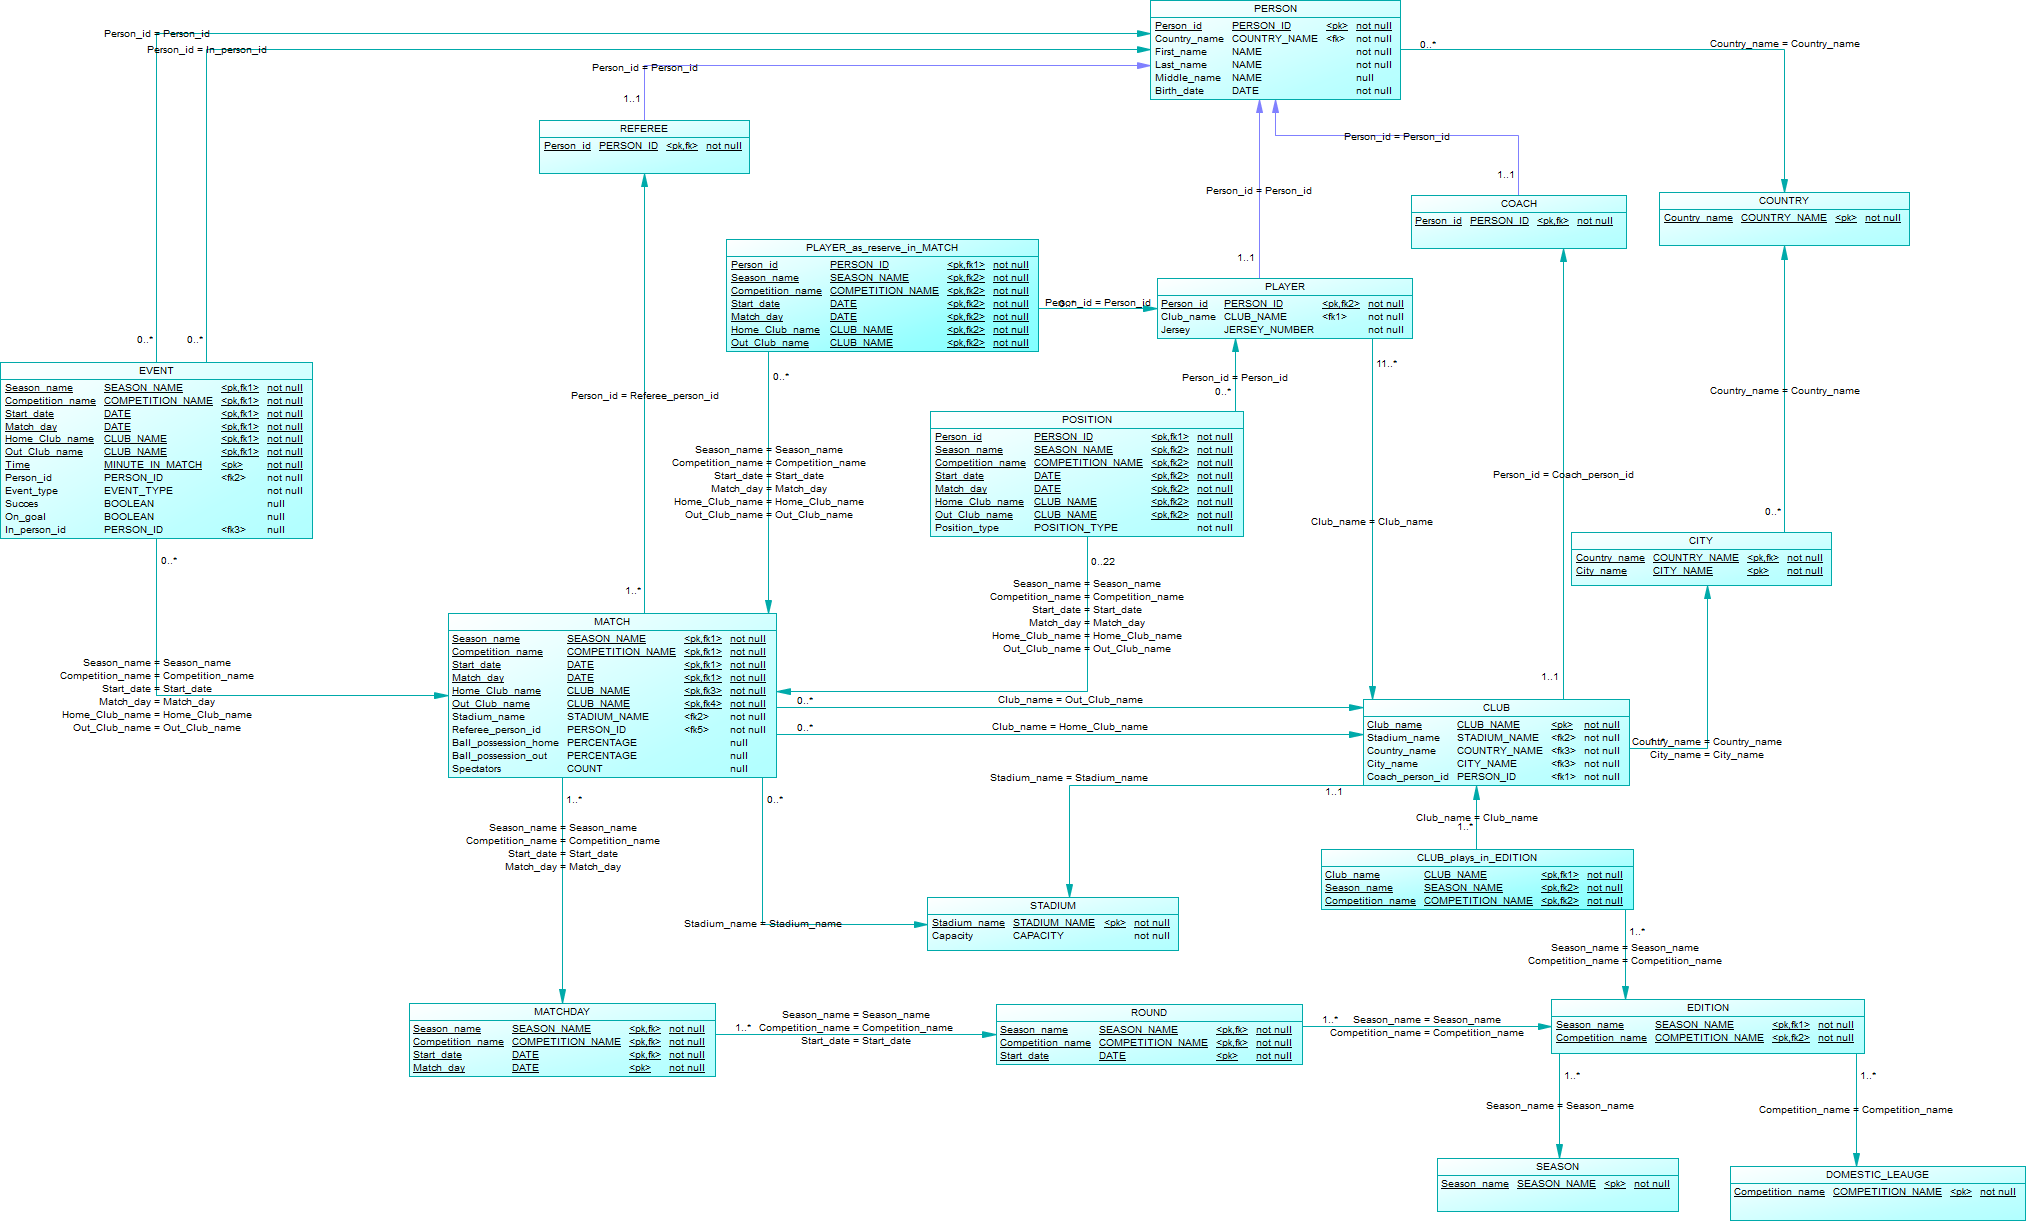 PERSON
Person_id PERSON_ID <pk> not null
Country_name COUNTRY_NAME <fk> not null
First_name NAME not null
Last_name NAME not null
Middle_name NAME null
Birth_date DATE not null
Person_id = Person_id
Person_id = In_person_id
Person_id = Person_id
1..1
0..*
Country_name = Country_name
REFEREE
Person_id PERSON_ID <pk,fk> not null
Person_id = Person_id
1..1
Person_id = Person_id
1..1
COACH
Person_id PERSON_ID <pk,fk> not null
COUNTRY
Country_name COUNTRY_NAME <pk> not null
PLAYER_as_reserve_in_MATCH
Person_id PERSON_ID <pk,fk1> not null
Season_name SEASON_NAME <pk,fk2> not null
Competition_name COMPETITION_NAME <pk,fk2> not null
Start_date DATE <pk,fk2> not null
Match_day DATE <pk,fk2> not null
Home_Club_name CLUB_NAME <pk,fk2> not null
Out_Club_name CLUB_NAME <pk,fk2> not null
Person_id = Person_id
PLAYER
Person_id PERSON_ID <pk,fk2> not null
Club_name CLUB_NAME <fk1> not null
Jersey JERSEY_NUMBER not null
0..*
0..*
EVENT
Season_name SEASON_NAME <pk,fk1> not null
Competition_name COMPETITION_NAME <pk,fk1> not null
Start_date DATE <pk,fk1> not null
Match_day DATE <pk,fk1> not null
Home_Club_name CLUB_NAME <pk,fk1> not null
Out_Club_name CLUB_NAME <pk,fk1> not null
Time MINUTE_IN_MATCH <pk> not null
Person_id PERSON_ID <fk2> not null
Event_type EVENT_TYPE not null
Succes BOOLEAN null
On_goal BOOLEAN null
In_person_id PERSON_ID <fk3> null
0..*
Person_id = Referee_person_id
1..*
0..*
Season_name = Season_name
Competition_name = Competition_name
Start_date = Start_date
Match_day = Match_day
Home_Club_name = Home_Club_name
Out_Club_name = Out_Club_name
Person_id = Person_id
0..*
11..*
POSITION
Person_id PERSON_ID <pk,fk1> not null
Season_name SEASON_NAME <pk,fk2> not null
Competition_name COMPETITION_NAME <pk,fk2> not null
Start_date DATE <pk,fk2> not null
Match_day DATE <pk,fk2> not null
Home_Club_name CLUB_NAME <pk,fk2> not null
Out_Club_name CLUB_NAME <pk,fk2> not null
Position_type POSITION_TYPE not null
0..22
Season_name = Season_name
Competition_name = Competition_name
Start_date = Start_date
Match_day = Match_day
Home_Club_name = Home_Club_name
Out_Club_name = Out_Club_name
Club_name = Club_name
Person_id = Coach_person_id
1..1
Country_name = Country_name
0..*
CITY
Country_name COUNTRY_NAME <pk,fk> not null
City_name CITY_NAME <pk> not null
Season_name = Season_name
Competition_name = Competition_name
Start_date = Start_date
Match_day = Match_day
Home_Club_name = Home_Club_name
Out_Club_name = Out_Club_name
MATCH
Season_name SEASON_NAME <pk,fk1> not null
Competition_name COMPETITION_NAME <pk,fk1> not null
Start_date DATE <pk,fk1> not null
Match_day DATE <pk,fk1> not null
Home_Club_name CLUB_NAME <pk,fk3> not null
Out_Club_name CLUB_NAME <pk,fk4> not null
Stadium_name STADIUM_NAME <fk2> not null
Referee_person_id PERSON_ID <fk5> not null
Ball_possession_home PERCENTAGE null
Ball_possession_out PERCENTAGE null
Spectators COUNT null
0..*
Club_name = Out_Club_name
0..*
Club_name = Home_Club_name
CLUB
Club_name CLUB_NAME <pk> not null
Stadium_name STADIUM_NAME <fk2> not null
Country_name COUNTRY_NAME <fk3> not null
City_name CITY_NAME <fk3> not null
Coach_person_id PERSON_ID <fk1> not null
Country_name = Country_name
City_name = City_name
Stadium_name = Stadium_name
1..1
1..*
0..*
Season_name = Season_name
Competition_name = Competition_name
Start_date = Start_date
Match_day = Match_day
Club_name = Club_name
1..*
CLUB_plays_in_EDITION
Club_name CLUB_NAME <pk,fk1> not null
Season_name SEASON_NAME <pk,fk2> not null
Competition_name COMPETITION_NAME <pk,fk2> not null
Stadium_name = Stadium_name
STADIUM
Stadium_name STADIUM_NAME <pk> not null
Capacity CAPACITY not null
1..*
Season_name = Season_name
Competition_name = Competition_name
MATCHDAY
Season_name SEASON_NAME <pk,fk> not null
Competition_name COMPETITION_NAME <pk,fk> not null
Start_date DATE <pk,fk> not null
Match_day DATE <pk> not null
1..*
Season_name = Season_name
Competition_name = Competition_name
Start_date = Start_date
ROUND
Season_name SEASON_NAME <pk,fk> not null
Competition_name COMPETITION_NAME <pk,fk> not null
Start_date DATE <pk> not null
1..*
Season_name = Season_name
Competition_name = Competition_name
EDITION
Season_name SEASON_NAME <pk,fk1> not null
Competition_name COMPETITION_NAME <pk,fk2> not null
1..*
1..*
Season_name = Season_name
Competition_name = Competition_name
SEASON
Season_name SEASON_NAME <pk> not null
DOMESTIC_LEAUGE
Competition_name COMPETITION_NAME <pk> not null